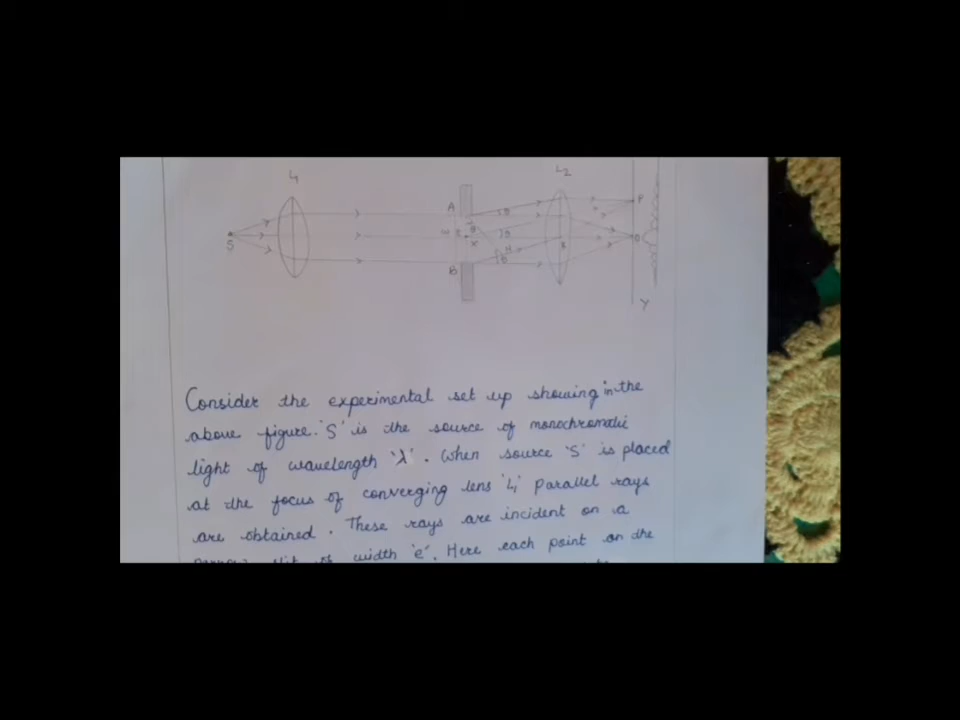 L1
L2
A
P
S
θ
X
θ
N
K
O
B
θ
Y
Consider the experimental set up showing in the
above figure. 'S' is the source of monochromatic
light of wavelength 'λ'. When source 'S' is placed
at the focus of converging lens 'L1' parallel rays
are obtained. These rays are incident on a
width 'e'. Here each point on the